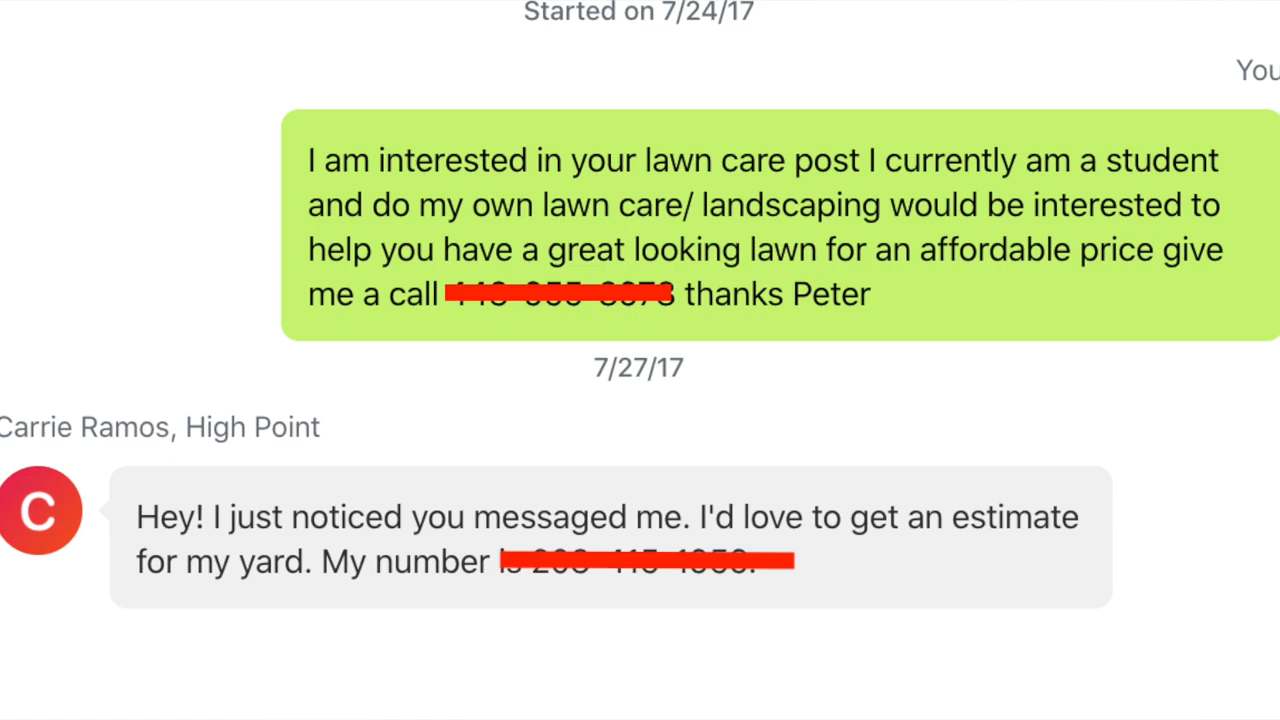 Started on 7/24/17
You
I am interested in your lawn care post I currently am a student
and do my own lawn care/ landscaping would be interested to
help you have a great looking lawn for an affordable price give
me a call thanks Peter
7/27/17
Carrie Ramos, High Point
C
Hey! I just noticed you messaged me. I'd love to get an estimate
for my yard. My number is